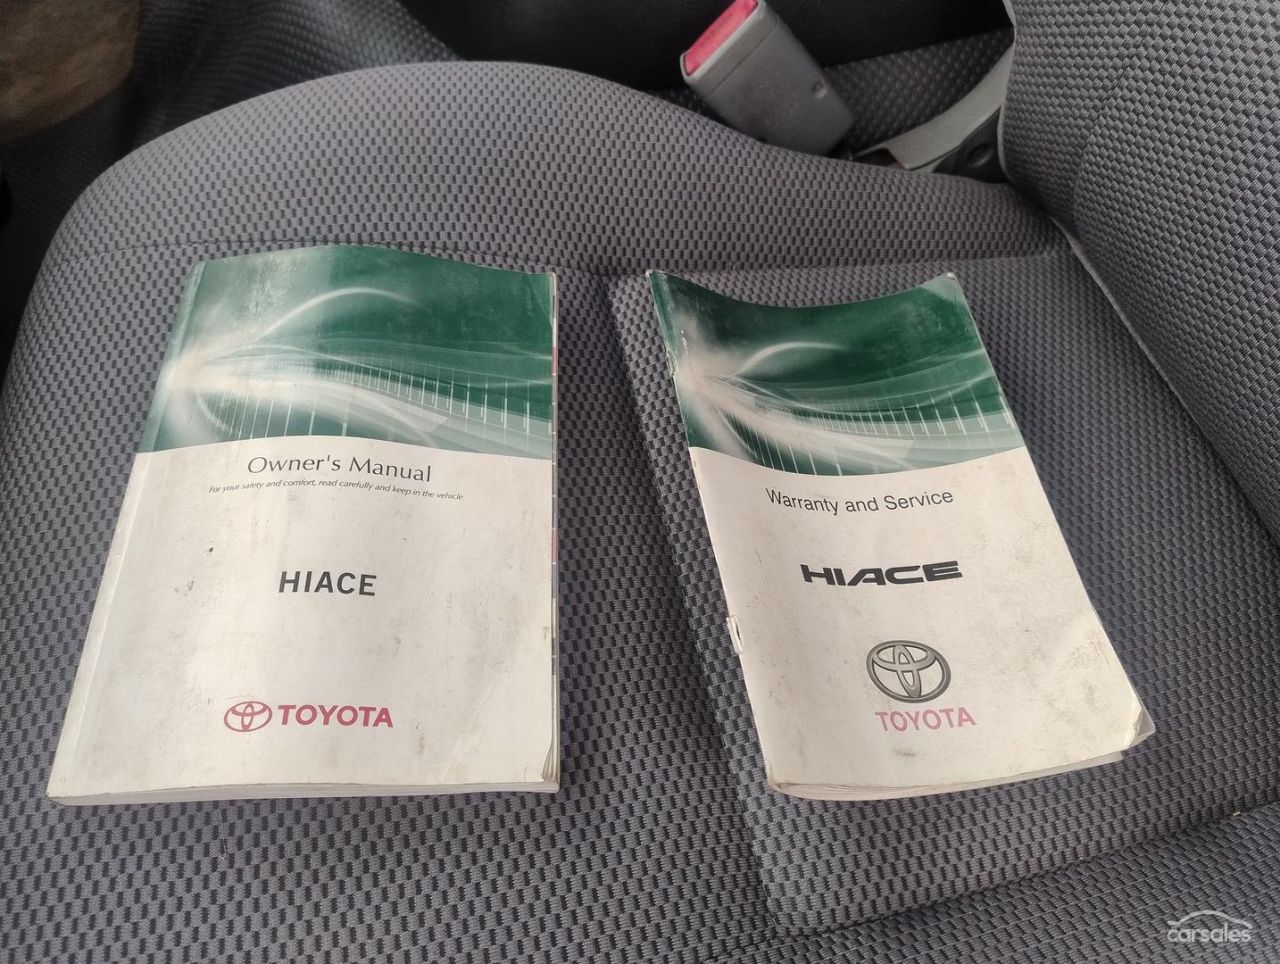 Owner's Manual
For your safety and comfort, read carefully and keep in the vehicle
HIACE
TOYOTA
Warranty and Service
HIACE
TOYOTA
carsales